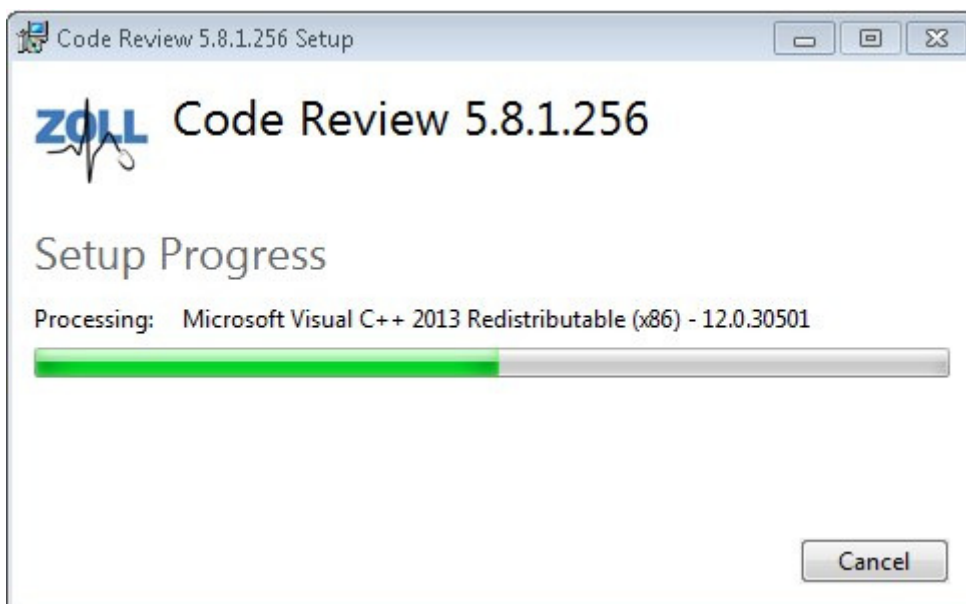 Code Review 5.8.1.256 Setup
ZOLL Code Review 5.8.1.256
Setup Progress
Processing: Microsoft Visual C++ 2013 Redistributable (x86) - 12.0.30501
Cancel